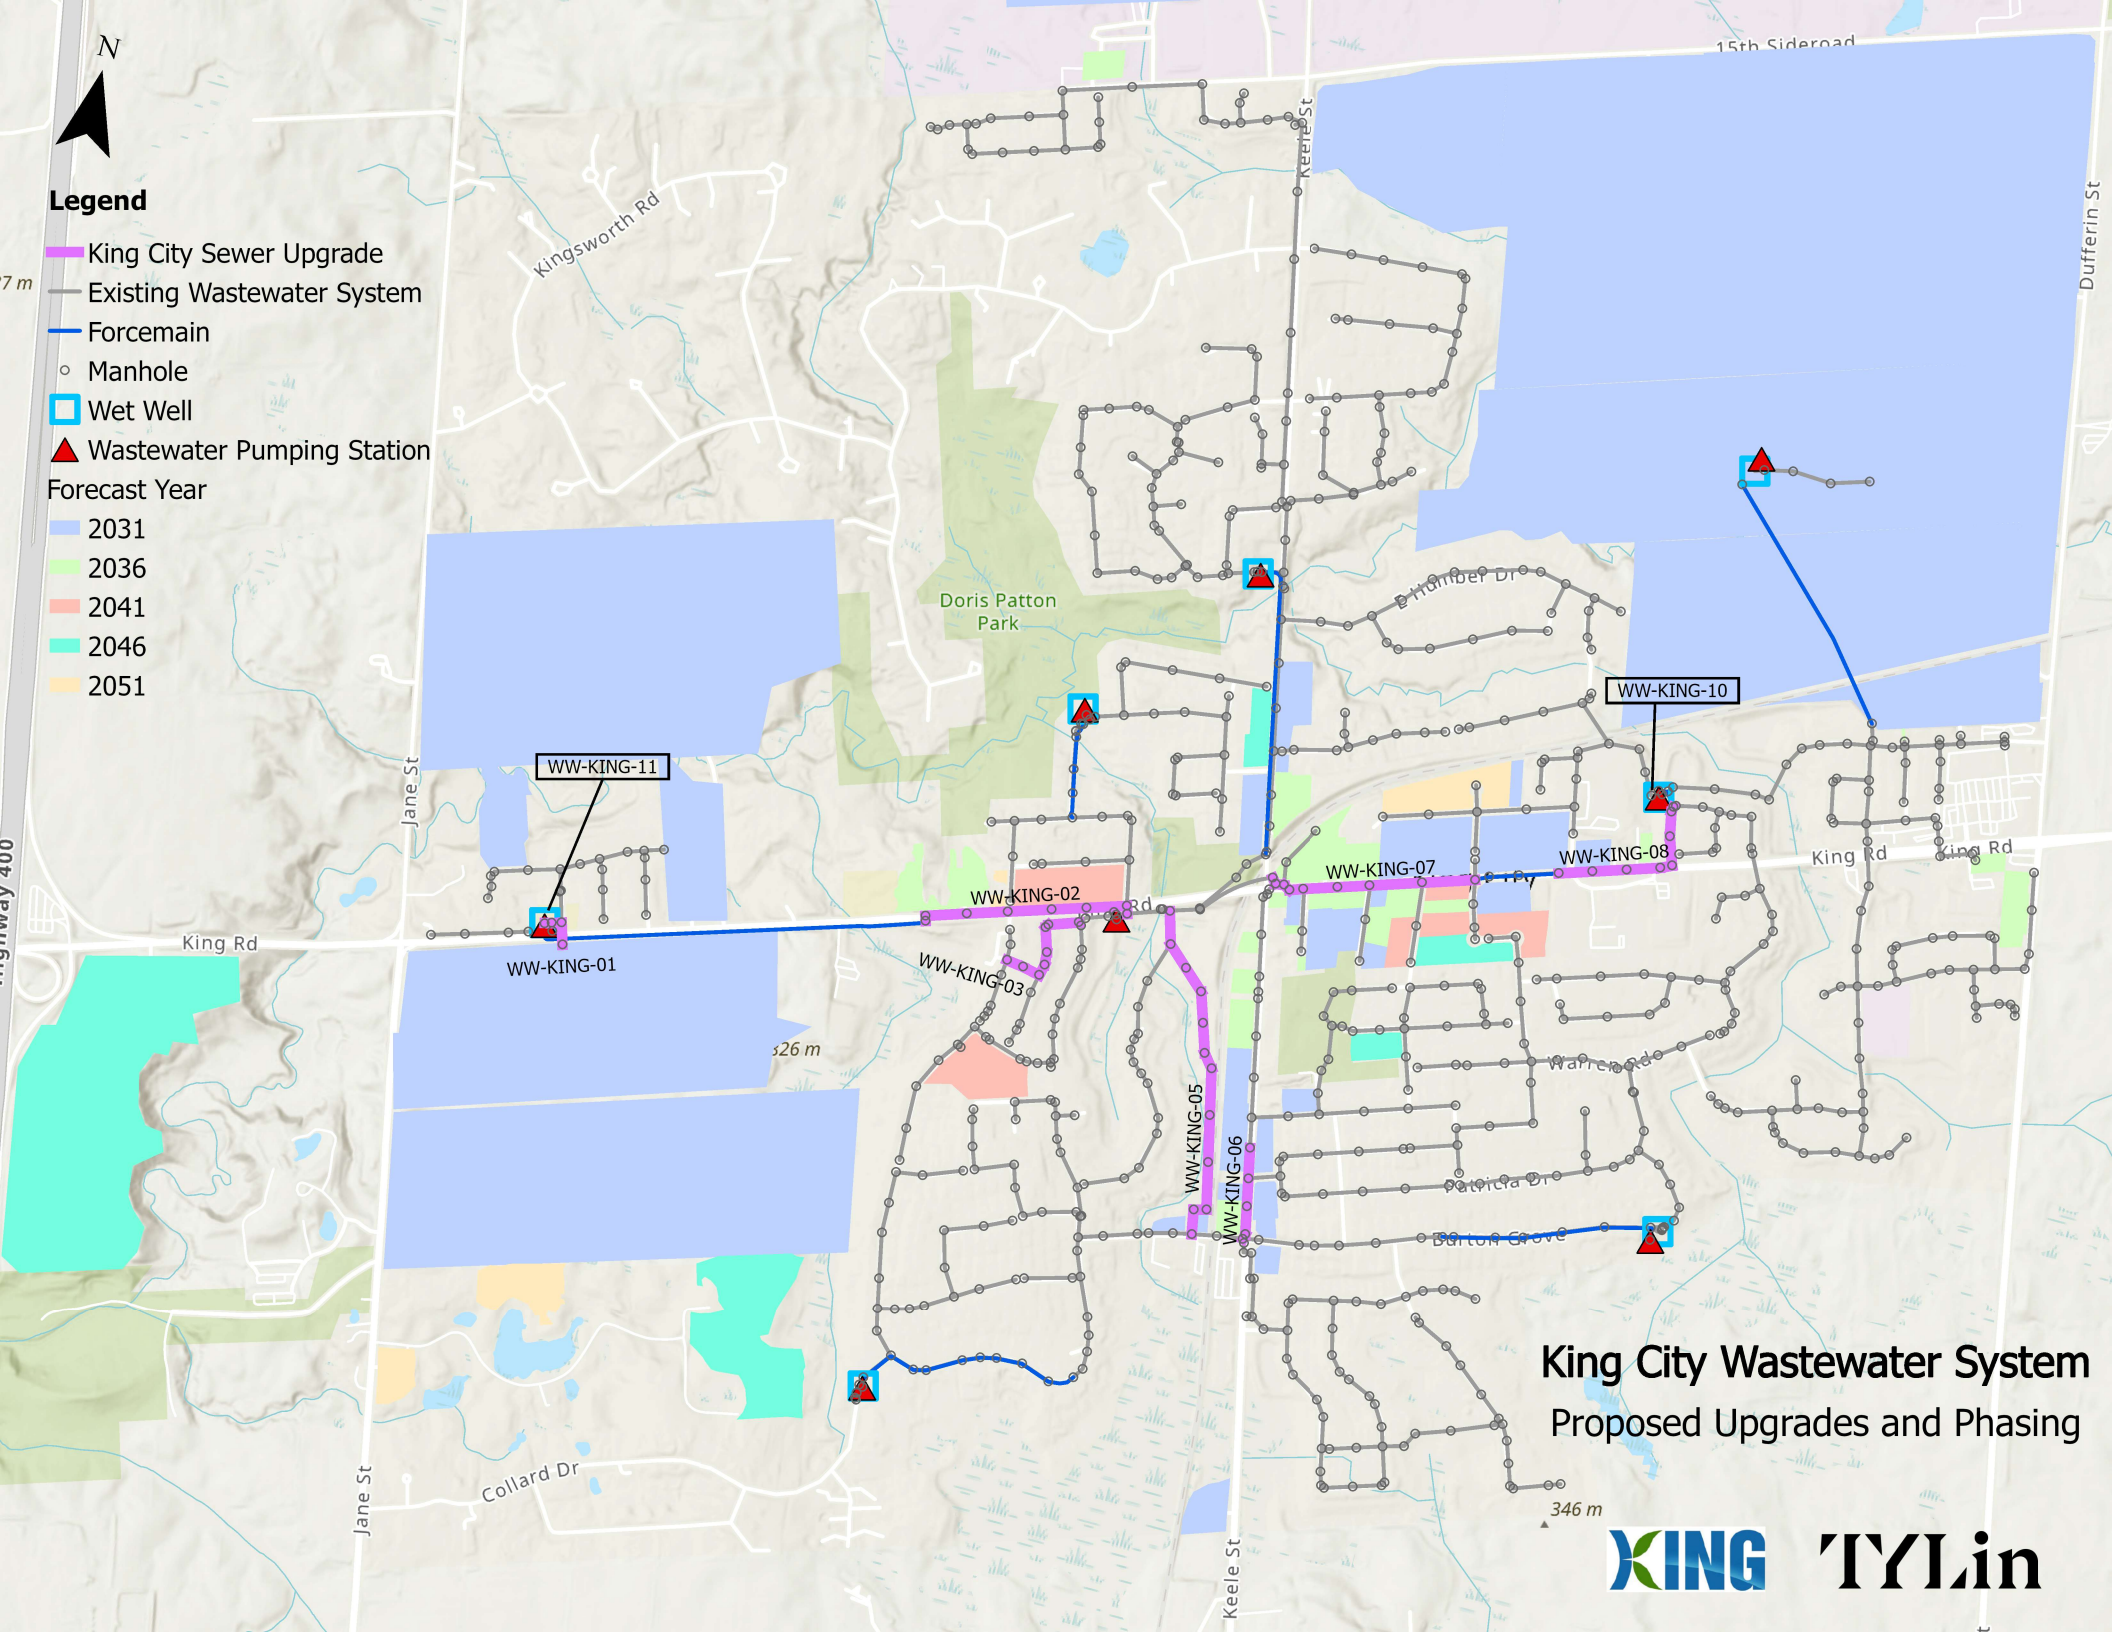 15th Sideroad
N
Keele St
Legend
Kingsworth Rd
Dufferin St
King City Sewer Upgrade
7 m
Existing Wastewater System
Forcemain
Manhole
Wet Well
Wastewater Pumping Station
Forecast Year
2031
2036
2041
2046
2051
E Humber Dr
Doris Patton
Park
WW-KING-10
WW-KING-11
Jane St
Highway 400
WW-KING-07
WW-KING-08
King Rd
King Rd
WW-KING-02
Rd
King Rd
WW-KING-01
WW-KING-03
326 m
Warren Rd
WW-KING-05
WW-KING-06
Patricia Dr
Burton Grove
King City Wastewater System
Proposed Upgrades and Phasing
Collard Dr
Jane St
346 m
Keele St
KING
TYLin